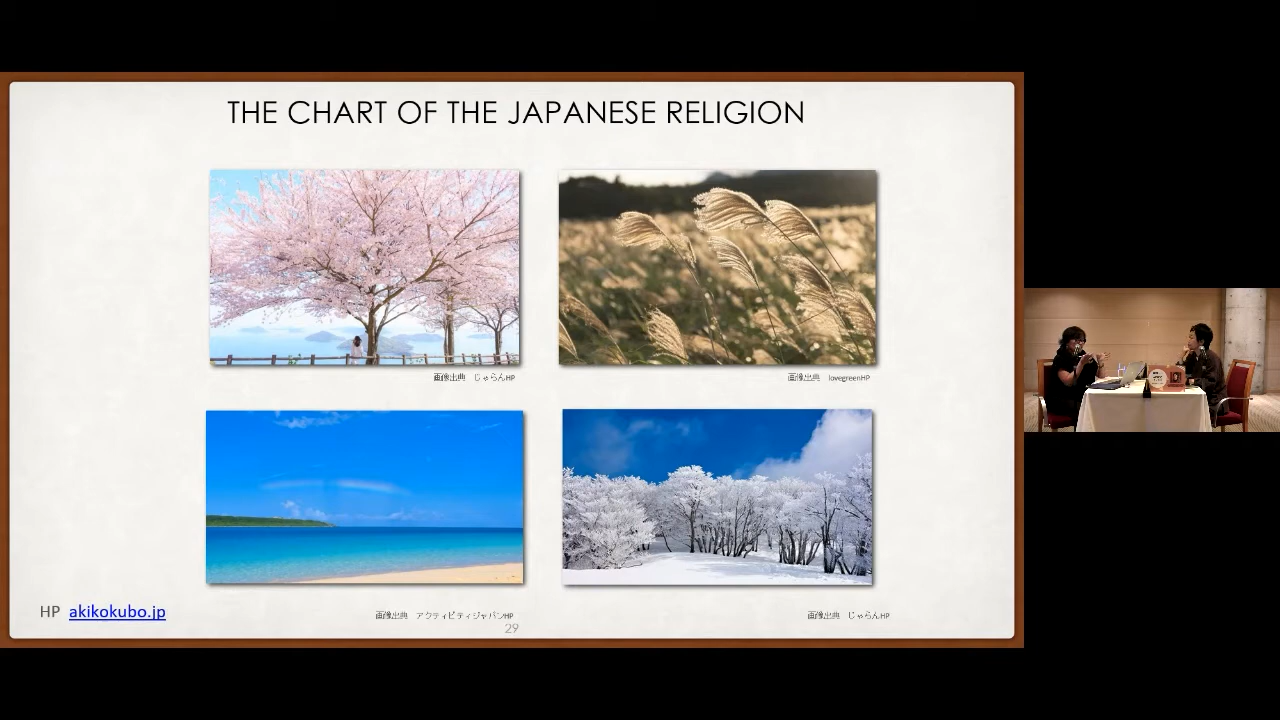 THE CHART OF THE JAPANESE RELIGION
画像出典 じゃらんHP
画像出典 lovegreenHP
画像出典 アクティビティジャパンHP
画像出典 じゃらんHP
HP akikokubo.jp
29